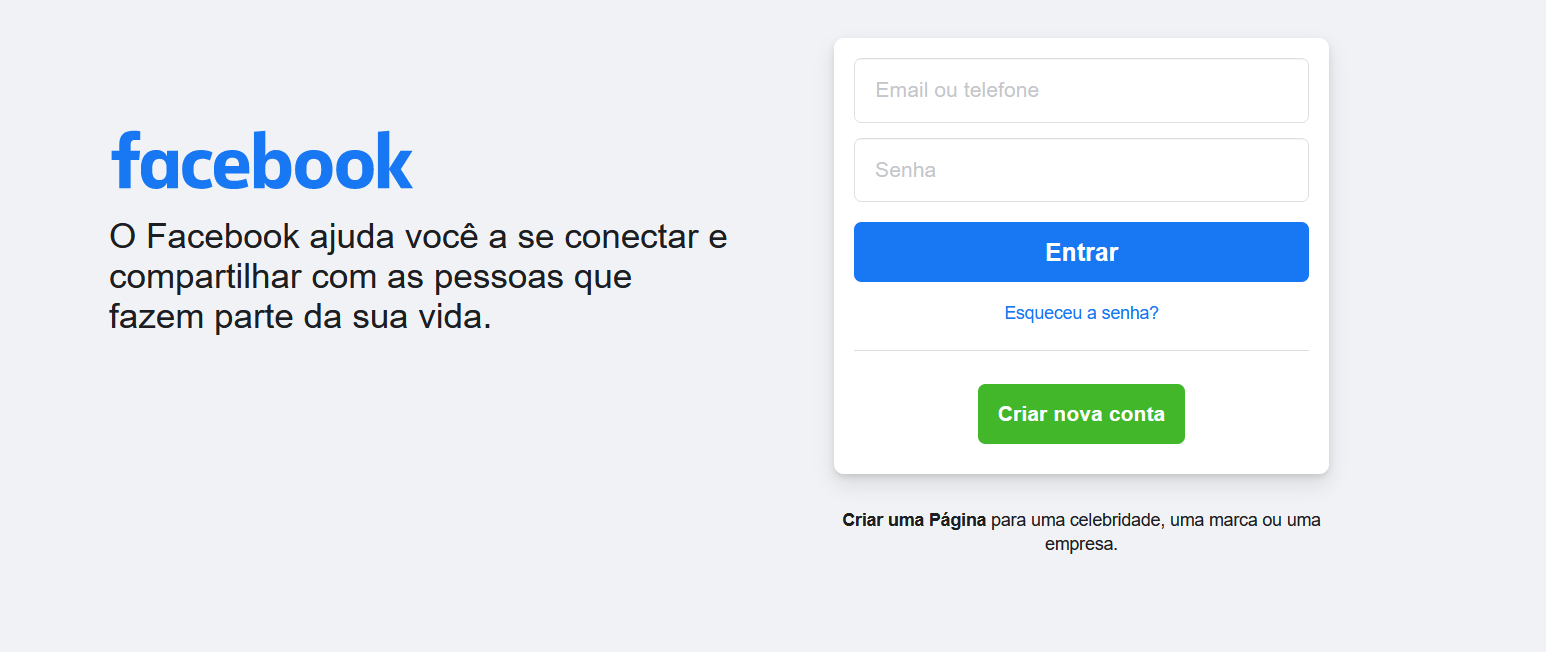 facebook
O Facebook ajuda você a se conectar e
compartilhar com as pessoas que
fazem parte da sua vida.
Email ou telefone
Senha
Entrar
Esqueceu a senha?
Criar nova conta
Criar uma Página para uma celebridade, uma marca ou uma
empresa.